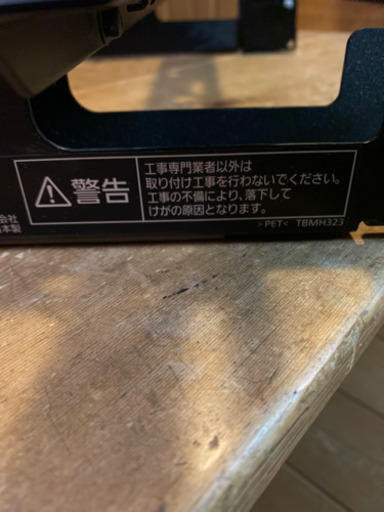 警告
工事専門業者以外は
取り付け工事を行わないでください。
工事の不備により、落下して
けがの原因となります。
会社
本製
>PET< TBMH323